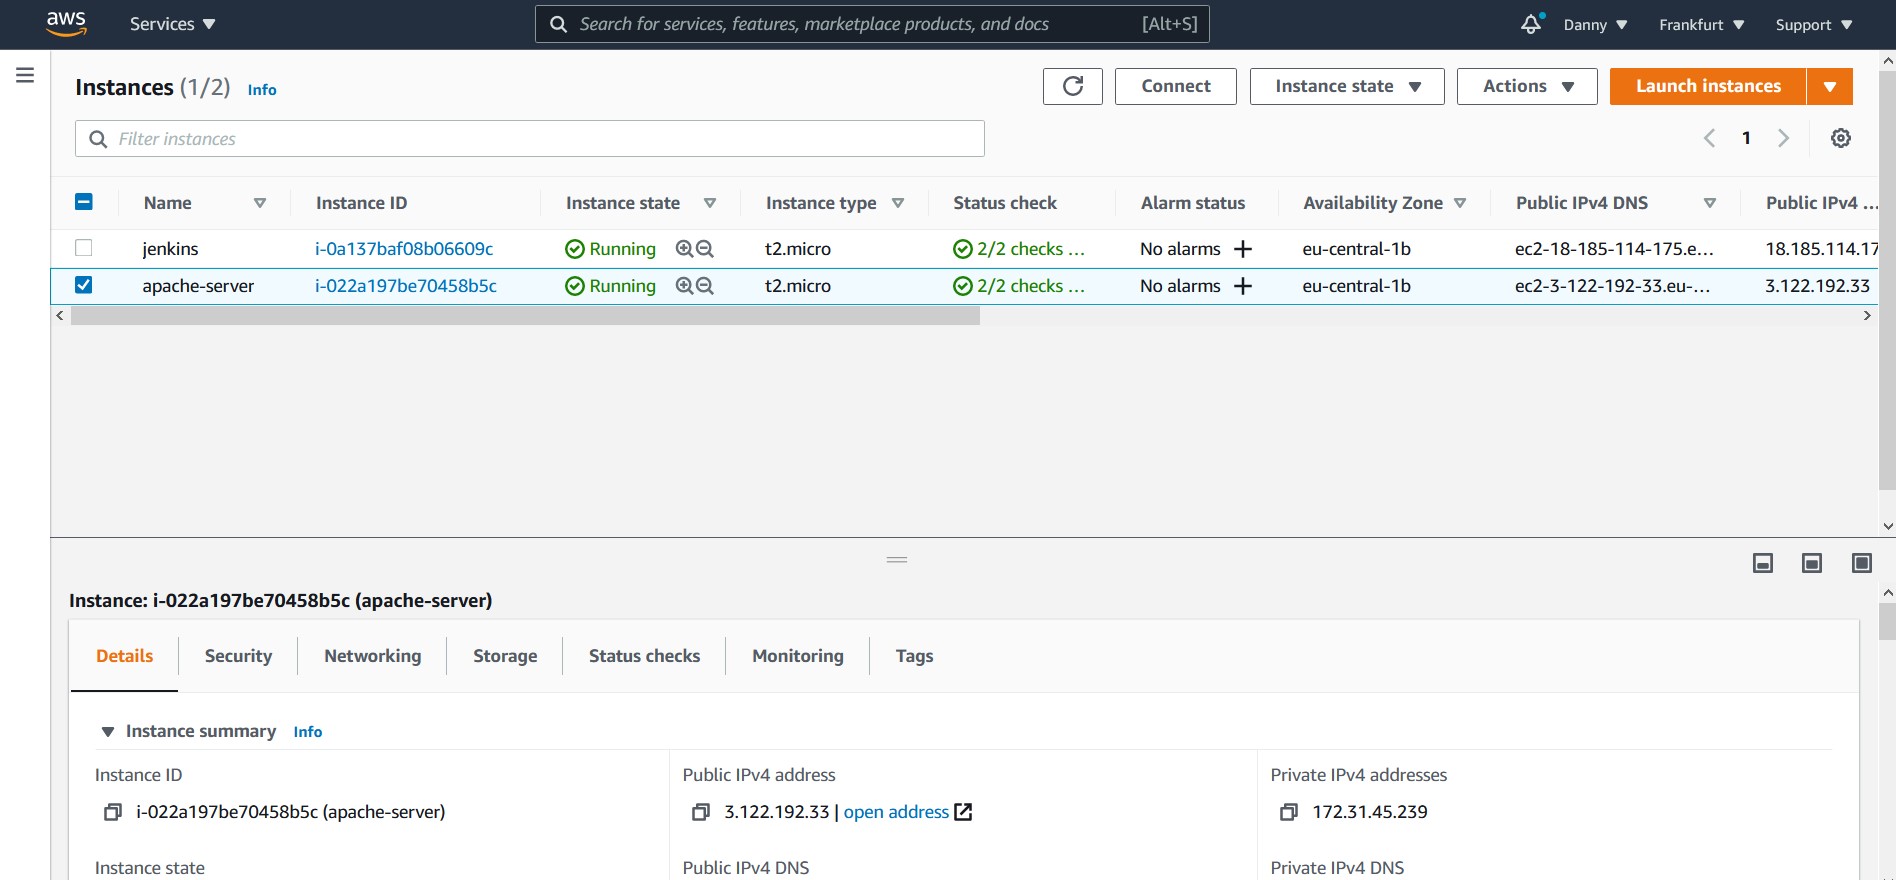 aws Services Search for services, features, marketplace products, and docs [Alt+S] Danny Frankfurt Support
Instances (1/2) Info Connect Instance state Actions Launch instances
Filter instances 1
Name Instance ID Instance state Instance type Status check Alarm status Availability Zone Public IPv4 DNS Public IPv4 ...
jenkins i-0a137baf08b06609c Running t2.micro 2/2 checks ... No alarms + eu-central-1b ec2-18-185-114-175.e... 18.185.114.17
apache-server i-022a197be70458b5c Running t2.micro 2/2 checks ... No alarms + eu-central-1b ec2-3-122-192-33.eu-... 3.122.192.33
Instance: i-022a197be70458b5c (apache-server)
Details Security Networking Storage Status checks Monitoring Tags
Instance summary Info
Instance ID Public IPv4 address Private IPv4 addresses
i-022a197be70458b5c (apache-server) 3.122.192.33 | open address 172.31.45.239
Instance state Public IPv4 DNS Private IPv4 DNS